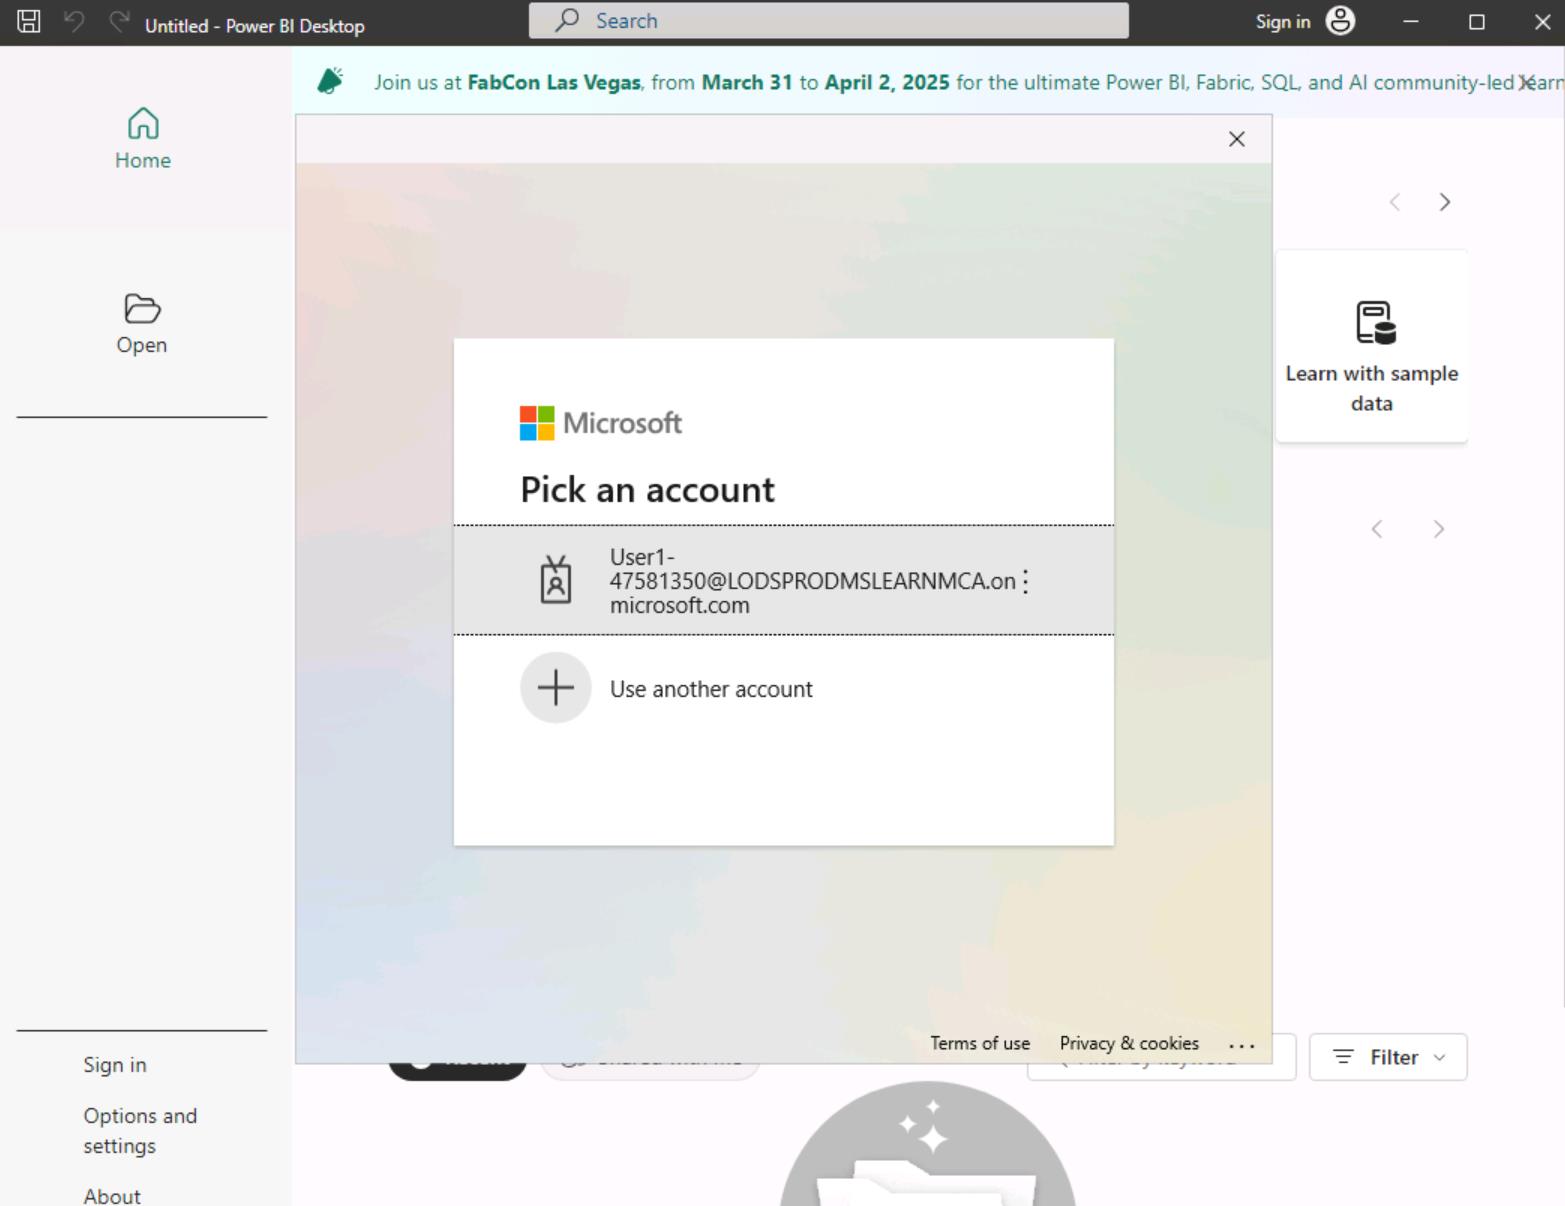 Untitled - Power BI Desktop
Search
Sign in
Join us at FabCon Las Vegas, from March 31 to April 2, 2025 for the ultimate Power BI, Fabric, SQL, and AI community-led learn
Home
Open
Learn with sample
data
Microsoft
Pick an account
User1-
47581350@LODSPRODMSLEARNMCA.on
microsoft.com
Use another account
Terms of use
Privacy & cookies
Filter
Sign in
Options and
settings
About